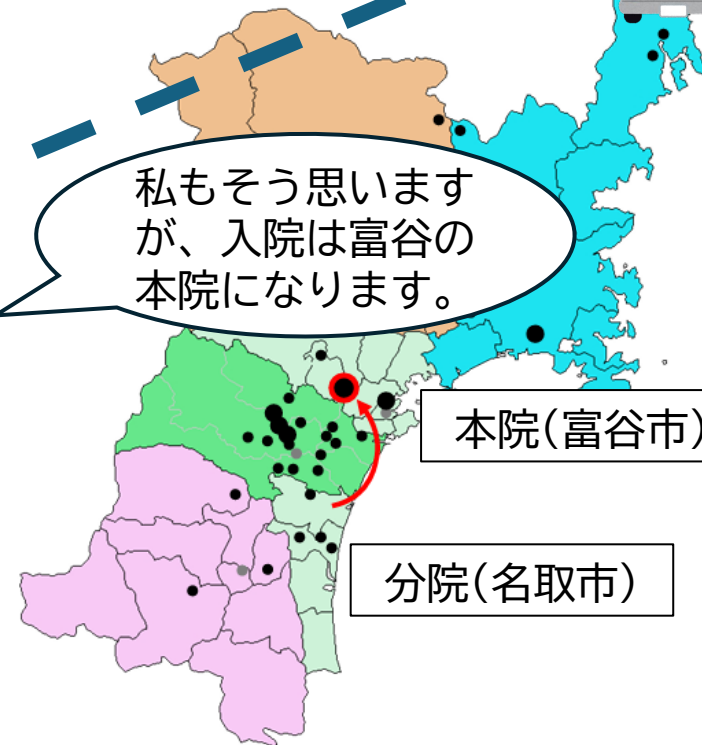 私もそう思います
が、入院は富谷の
本院になります。
本院(富谷市)
分院(名取市)